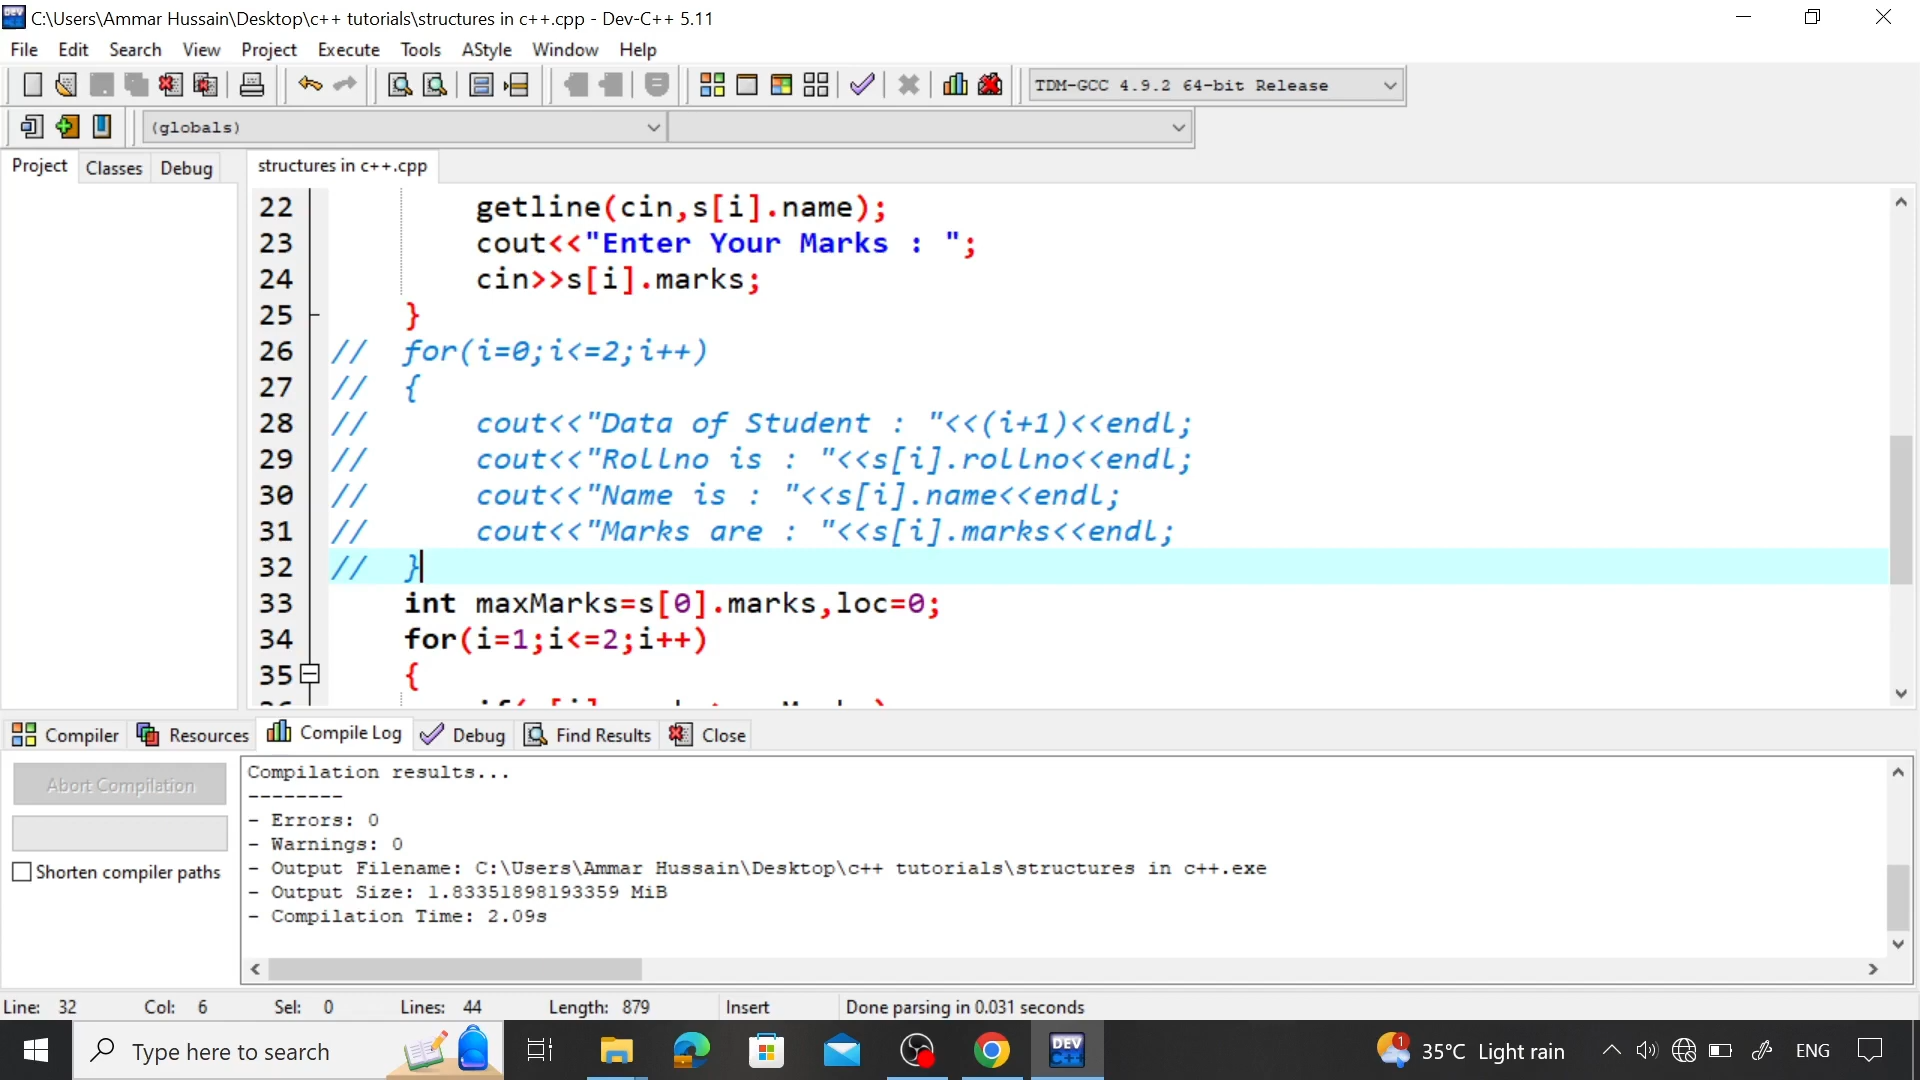 C:\Users\Ammar Hussain\Desktop\c++ tutorials\structures in c++.cpp - Dev-C++ 5.11
File Edit Search View Project Execute Tools AStyle Window Help
TDM-GCC 4.9.2 64-bit Release
(globals)
Project Classes Debug structures in c++.cpp
22 getline(cin,s[i].name);
23 cout<<"Enter Your Marks : ";
24 cin>>s[i].marks;
25 }
26 // for(i=0;i<=2;i++)
27 // {
28 // cout<<"Data of Student : "<<(i+1)<<endl;
29 // cout<<"Rollno is : "<<s[i].rollno<<endl;
30 // cout<<"Name is : "<<s[i].name<<endl;
31 // cout<<"Marks are : "<<s[i].marks<<endl;
32 // }
33 int maxMarks=s[0].marks,loc=0;
34 for(i=1;i<=2;i++)
35 {
Compiler Resources Compile Log Debug Find Results Close
Abort Compilation
Shorten compiler paths
Compilation results...
--------
- Errors: 0
- Warnings: 0
- Output Filename: C:\Users\Ammar Hussain\Desktop\c++ tutorials\structures in c++.exe
- Output Size: 1.83351898193359 MiB
- Compilation Time: 2.09s
Line: 32 Col: 6 Sel: 0 Lines: 44 Length: 879 Insert Done parsing in 0.031 seconds
Type here to search
DEV C++
1 35°C Light rain ENG